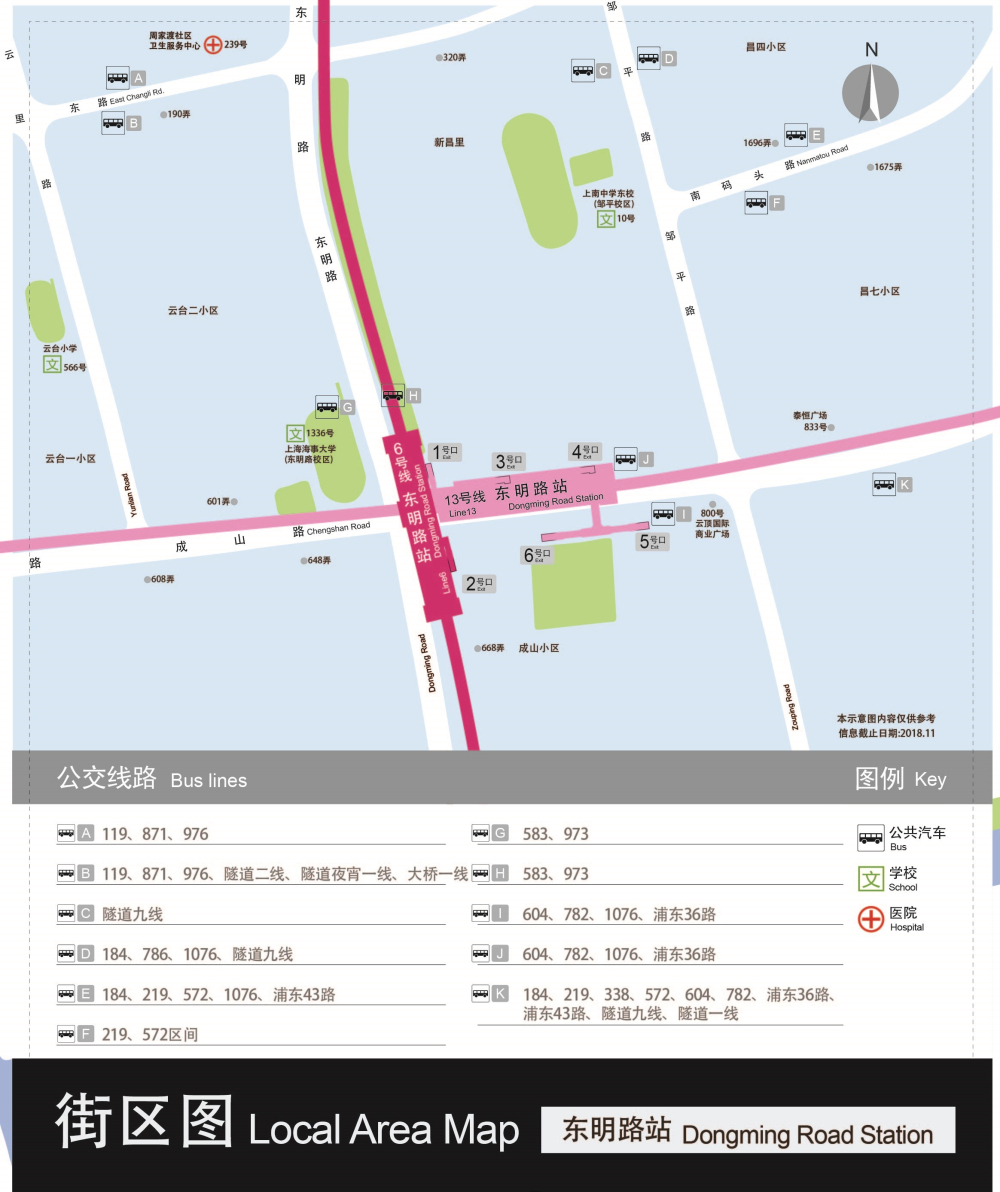 东
明
路
周家渡社区
卫生服务中心
239号
云
里
路
A
东 路 East Changli Rd.
B
190弄
320弄
邹
平
路
C
D
昌四小区
N
1696弄
E
南 码 头 路 Nanmatou Road
1675弄
F
新昌里
上南中学东校
(邹平校区)
文 10号
东
明
路
邹
平
路
昌七小区
云台二小区
云台小学
文 566号
G
H
文 1336号
上海海事大学
(东明路校区)
云台一小区
Yuntan Road
601弄
泰恒广场
833号
1号口
Exit
3号口
Exit
4号口
Exit
J
K
6号线 东明路站
Line6 Dongming Road Station
13号线 东明路站
Line13 Dongming Road Station
I
800号
云顶国际
商业广场
5号口
Exit
6号口
Exit
2号口
Exit
路 成 山 路 Chengshan Road
648弄
608弄
668弄
成山小区
Dongming Road
Zouping Road
本示意图内容仅供参考
信息截止日期:2018.11
公交线路 Bus lines
图例 Key
A 119、871、976
B 119、871、976、隧道二线、隧道夜宵一线、大桥一线
C 隧道九线
D 184、786、1076、隧道九线
E 184、219、572、1076、浦东43路
F 219、572区间
G 583、973
H 583、973
I 604、782、1076、浦东36路
J 604、782、1076、浦东36路
K 184、219、338、572、604、782、浦东36路、
浦东43路、隧道九线、隧道一线
公共汽车
Bus
文 学校
School
医院
Hospital
街区图 Local Area Map
东明路站 Dongming Road Station